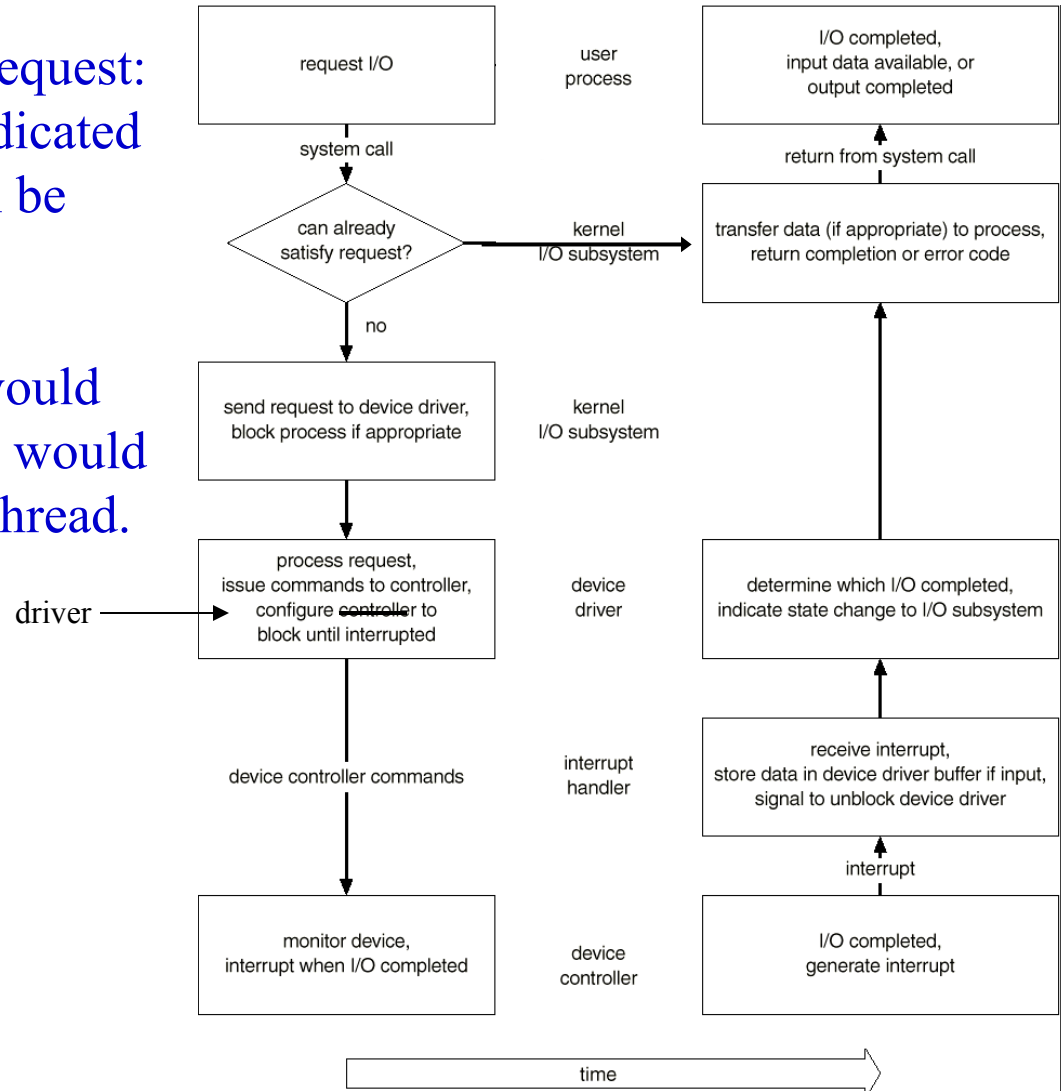 equest:
dicated
be
vould
would
hread.
driver
request I/O
user
process
I/O completed,
input data available, or
output completed
system call
return from system call
can already
satisfy request?
kernel
I/O subsystem
transfer data (if appropriate) to process,
return completion or error code
no
send request to device driver,
block process if appropriate
kernel
I/O subsystem
process request,
issue commands to controller,
configure controller to
block until interrupted
device
driver
determine which I/O completed,
indicate state change to I/O subsystem
device controller commands
interrupt
handler
receive interrupt,
store data in device driver buffer if input,
signal to unblock device driver
interrupt
monitor device,
interrupt when I/O completed
device
controller
I/O completed,
generate interrupt
time